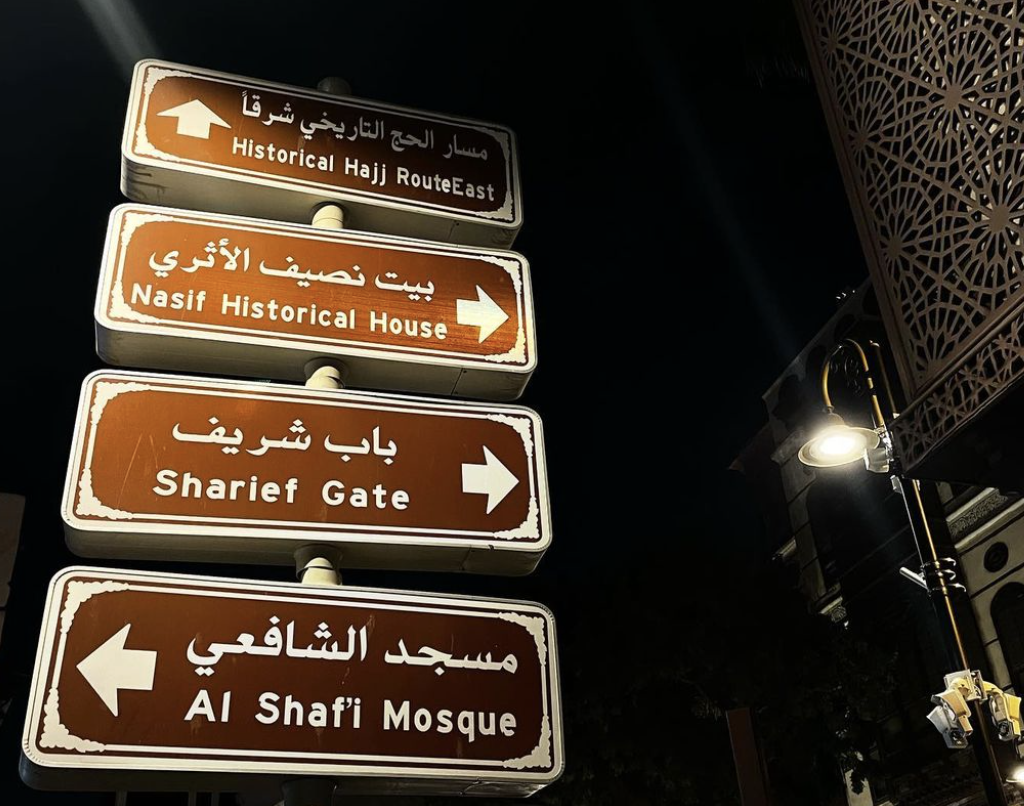 مسار الحج التاريخي شرقاً
Historical Hajj RouteEast
بيت نصيف الأثري
Nasif Historical House
باب شريف
Sharief Gate
مسجد الشافعي
Al Shaf'i Mosque